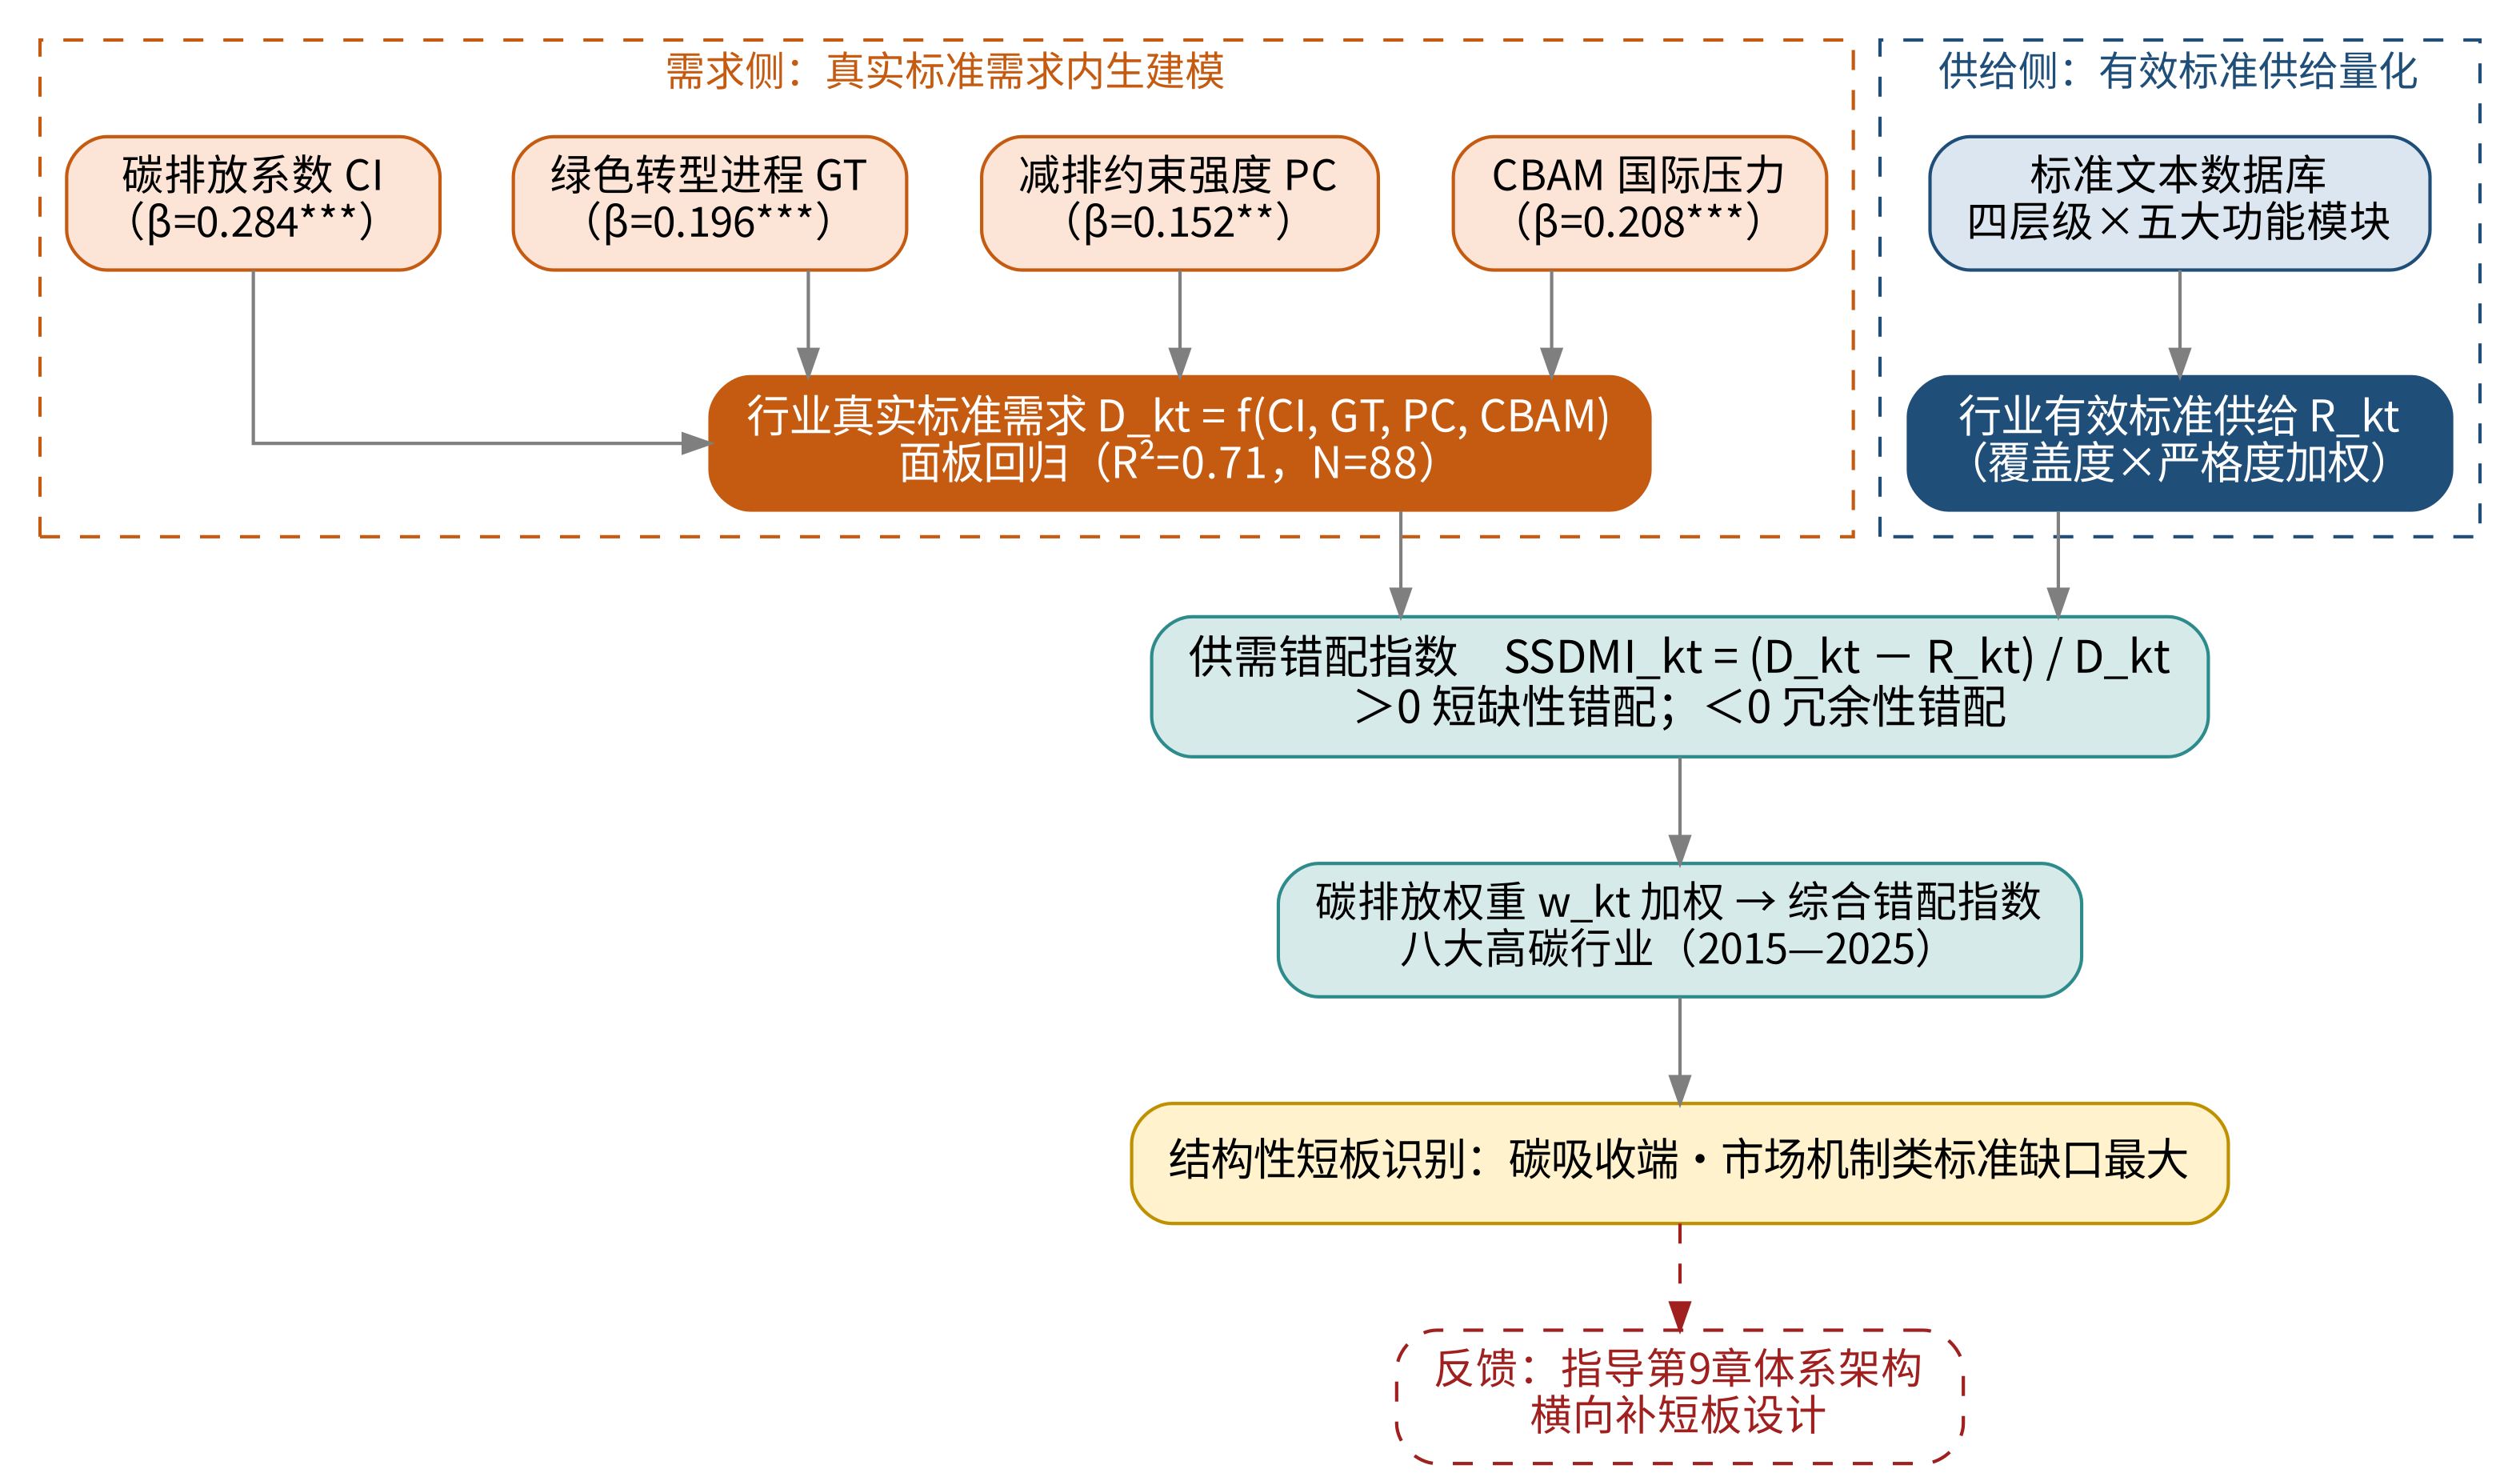 需求侧：真实标准需求内生建模
供给侧：有效标准供给量化
碳排放系数 CI
（β=0.284***）
绿色转型进程 GT
（β=0.196***）
减排约束强度 PC
（β=0.152**）
CBAM 国际压力
（β=0.208***）
标准文本数据库
四层级×五大功能模块
行业真实标准需求 D_kt = f(CI, GT, PC, CBAM)
面板回归（R²=0.71，N=88）
行业有效标准供给 R_kt
（覆盖度×严格度加权）
供需错配指数　SSDMI_kt = (D_kt － R_kt) / D_kt
＞0 短缺性错配；＜0 冗余性错配
碳排放权重 w_kt 加权 → 综合错配指数
八大高碳行业（2015—2025）
结构性短板识别：碳吸收端·市场机制类标准缺口最大
反馈：指导第9章体系架构
横向补短板设计